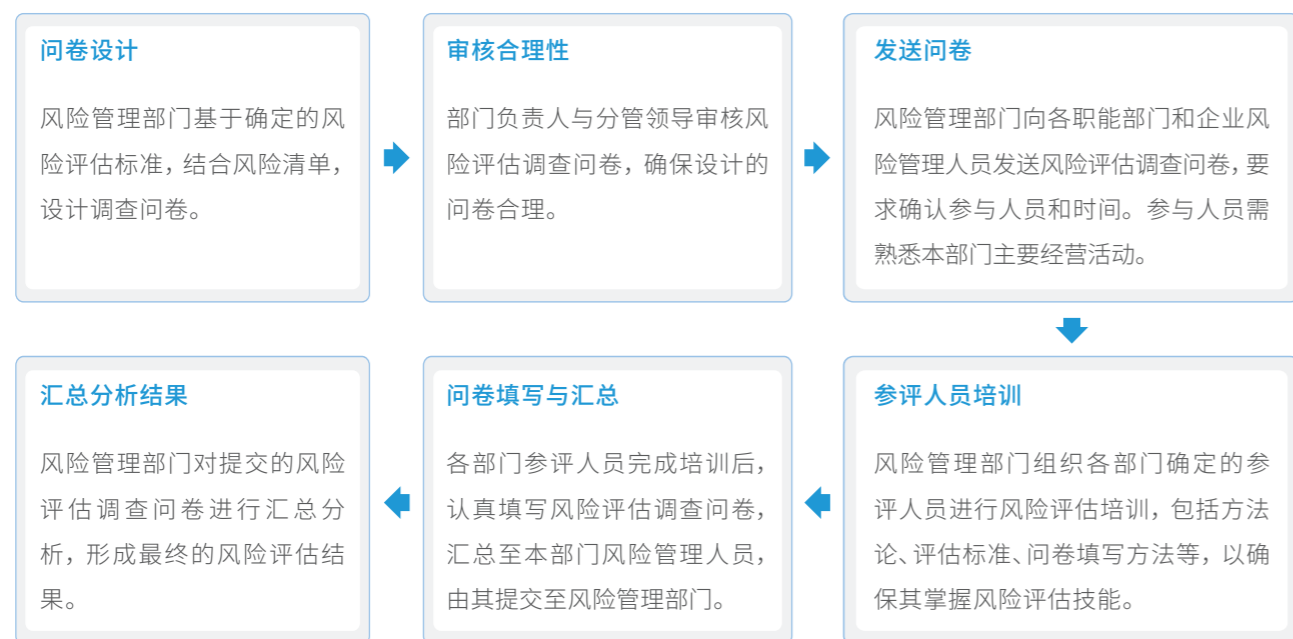 问卷设计
风险管理部门基于确定的风
险评估标准，结合风险清单，
设计调查问卷。
审核合理性
部门负责人与分管领导审核风
险评估调查问卷，确保设计的
问卷合理。
发送问卷
风险管理部门向各职能部门和企业风
险管理人员发送风险评估调查问卷，要
求确认参与人员和时间。参与人员需
熟悉本部门主要经营活动。
参评人员培训
风险管理部门组织各部门确定的参
评人员进行风险评估培训，包括方法
论、评估标准、问卷填写方法等，以确
保其掌握风险评估技能。
问卷填写与汇总
各部门参评人员完成培训后，
认真填写风险评估调查问卷，
汇总至本部门风险管理人员，
由其提交至风险管理部门。
汇总分析结果
风险管理部门对提交的风险
评估调查问卷进行汇总分
析，形成最终的风险评估结
果。